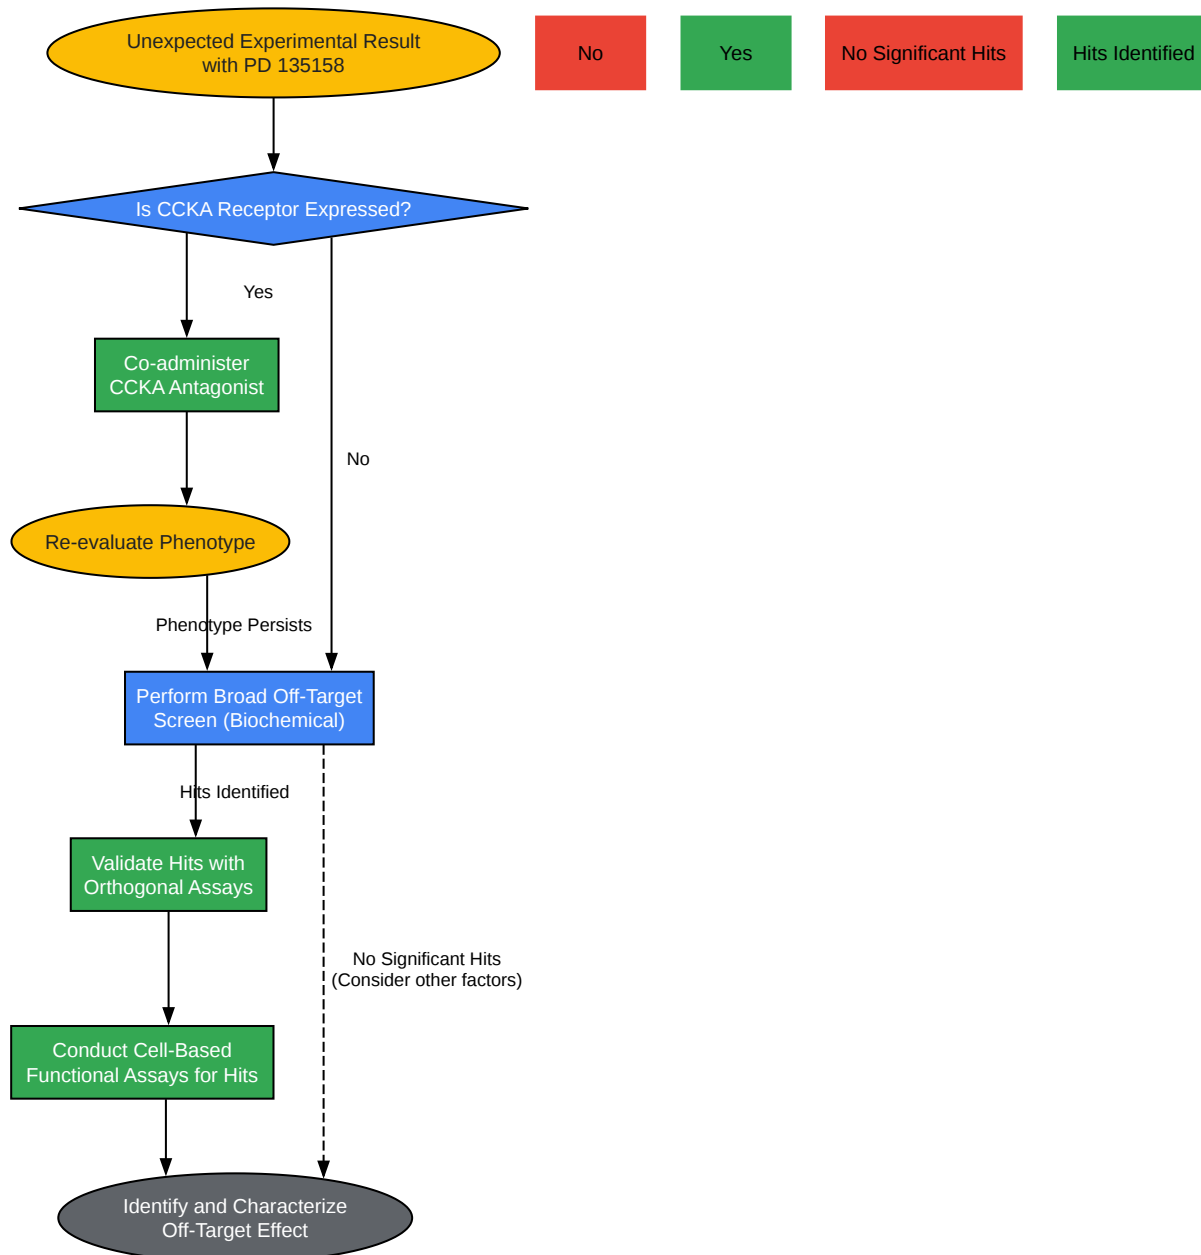 Unexpected Experimental Result
with PD 135158
No
Yes
No Significant Hits
Hits Identified
Is CCKA Receptor Expressed?
Yes
Co-administer
CCKA Antagonist
No
Re-evaluate Phenotype
Phenotype Persists
Perform Broad Off-Target
Screen (Biochemical)
Hits Identified
Validate Hits with
Orthogonal Assays
No Significant Hits
(Consider other factors)
Conduct Cell-Based
Functional Assays for Hits
Identify and Characterize
Off-Target Effect